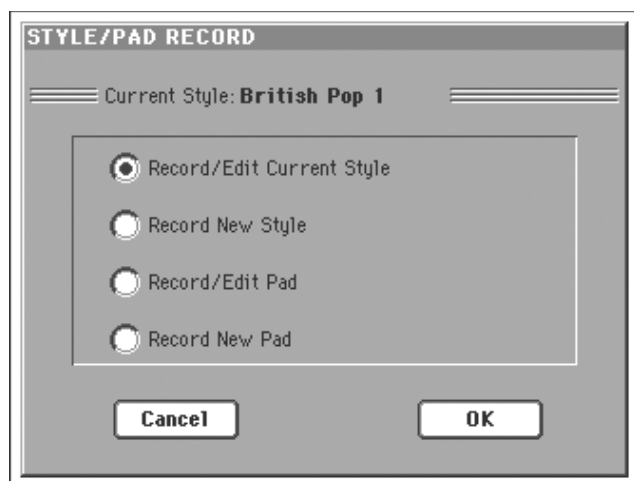 STYLE/PAD RECORD
Current Style: British Pop 1
Record/Edit Current Style
Record New Style
Record/Edit Pad
Record New Pad
Cancel OK